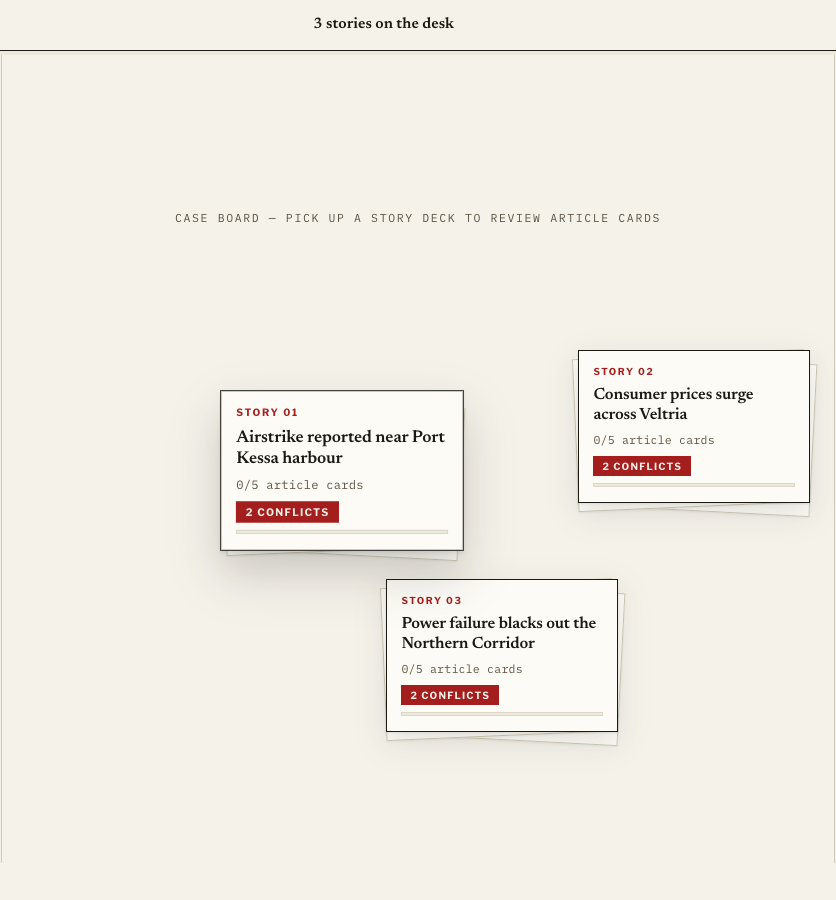 3 stories on the desk
CASE BOARD — PICK UP A STORY DECK TO REVIEW ARTICLE CARDS
STORY 01
Airstrike reported near Port
Kessa harbour
0/5 article cards
2 CONFLICTS
STORY 02
Consumer prices surge
across Veltria
0/5 article cards
2 CONFLICTS
STORY 03
Power failure blacks out the
Northern Corridor
0/5 article cards
2 CONFLICTS